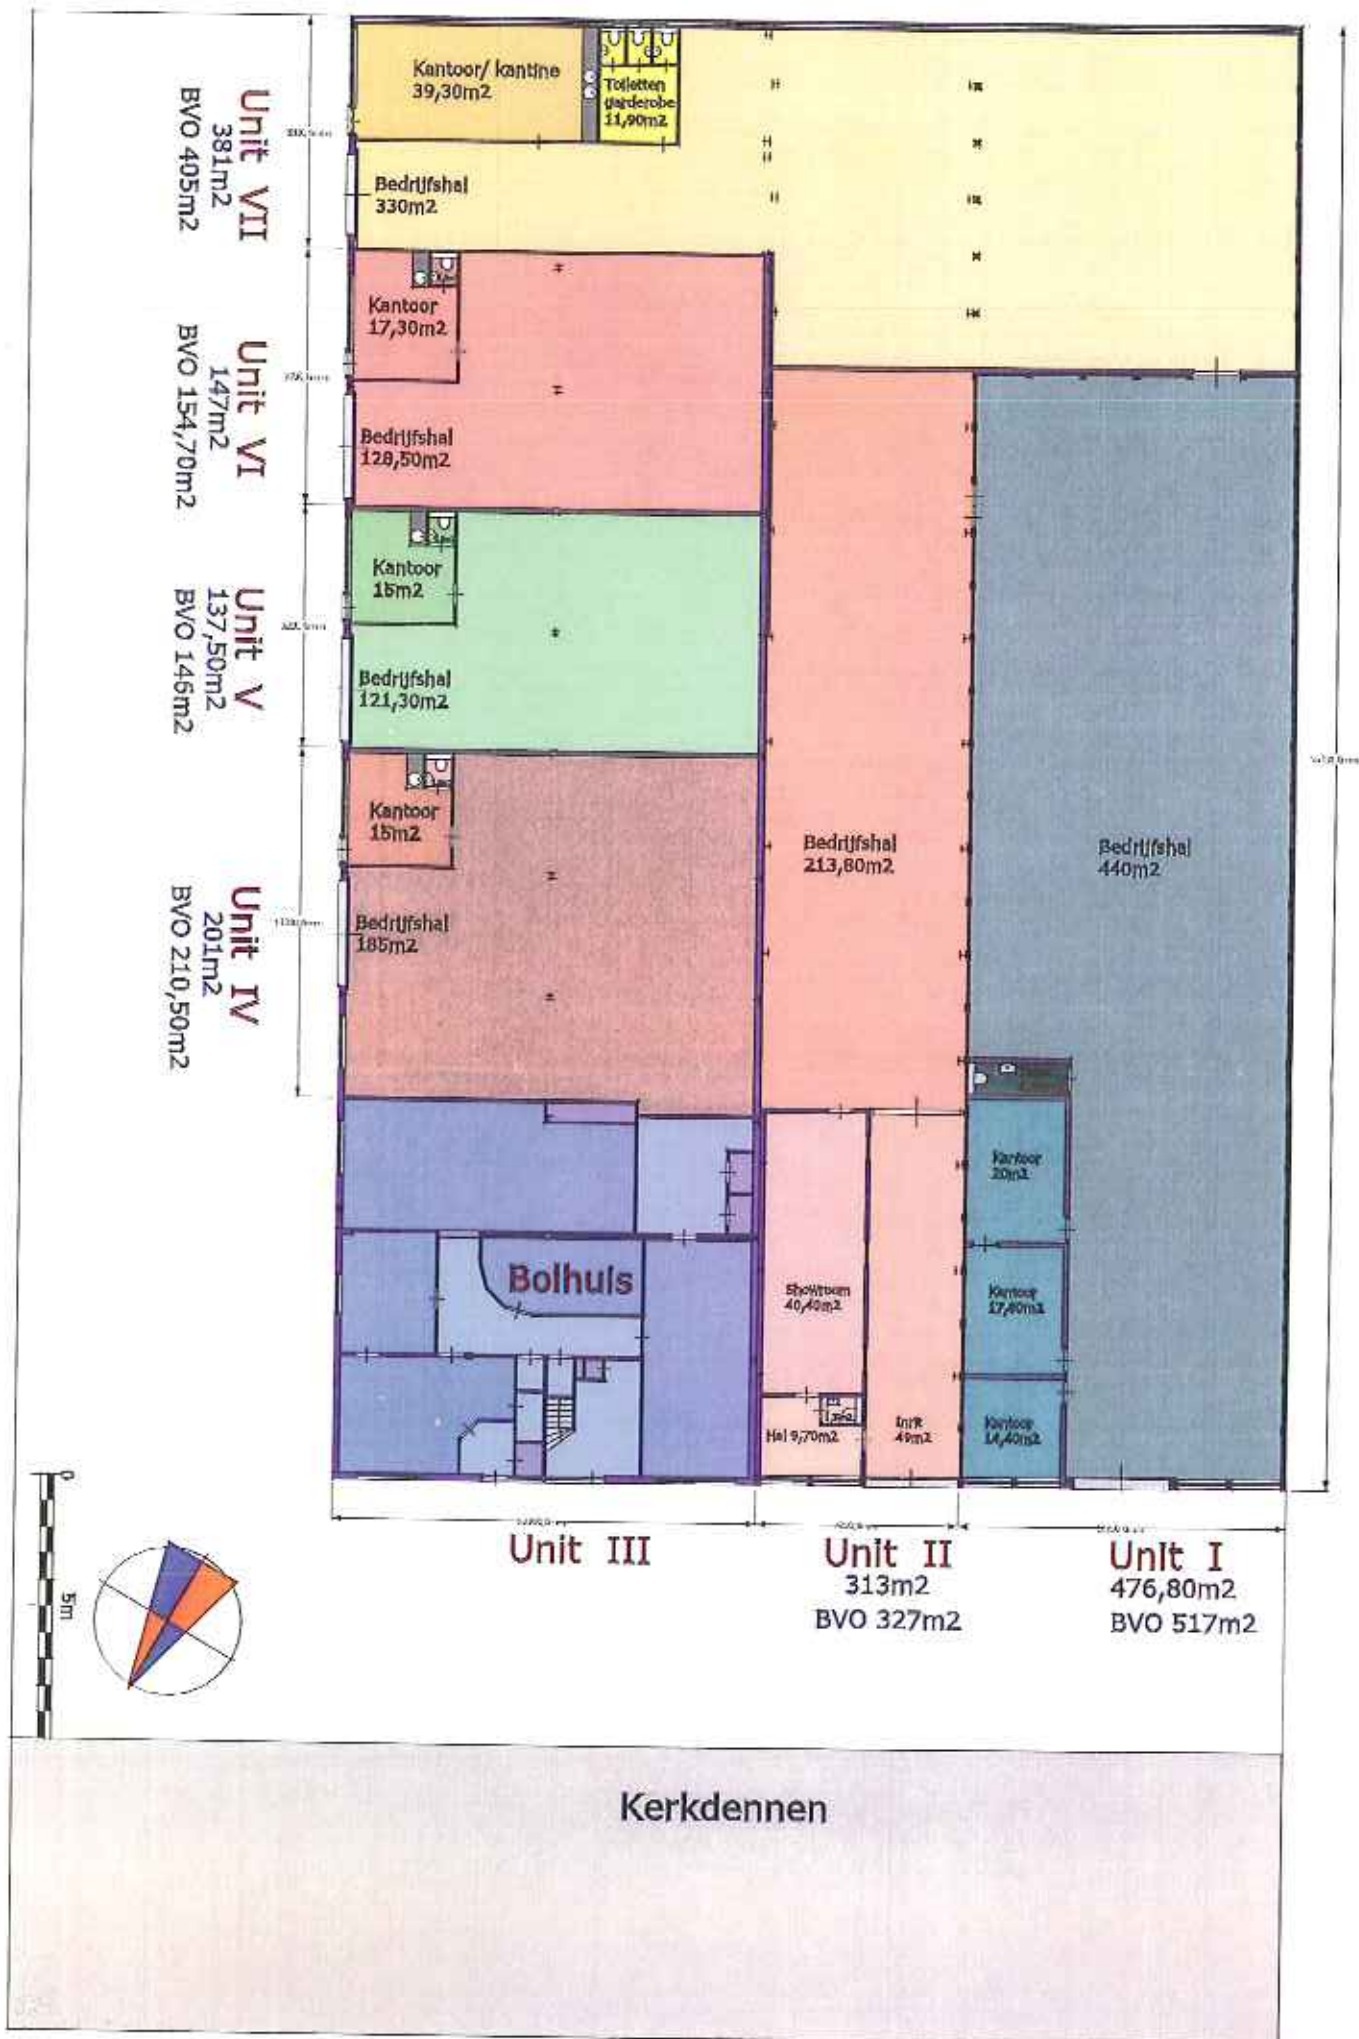 Kantoor/ kantine
39,30m2
Toiletten
garderobe
11,90m2
Bedrijfshal
330m2
Unit VII
381m2
BVO 405m2
Kantoor
17,30m2
Bedrijfshal
128,50m2
Unit VI
147m2
BVO 154,70m2
Kantoor
15m2
Bedrijfshal
121,30m2
Unit V
137,50m2
BVO 146m2
Kantoor
15m2
Bedrijfshal
185m2
Unit IV
201m2
BVO 210,50m2
Bedrijfshal
213,80m2
Bedrijfshal
440m2
Kantoor
20m2
Kantoor
17,80m2
Kantoor
14,40m2
Showroom
40,40m2
Hal 9,70m2
Inrit
49m2
Bolhuis
Unit III
Unit II
313m2
BVO 327m2
Unit I
476,80m2
BVO 517m2
0
5m
Kerkdennen